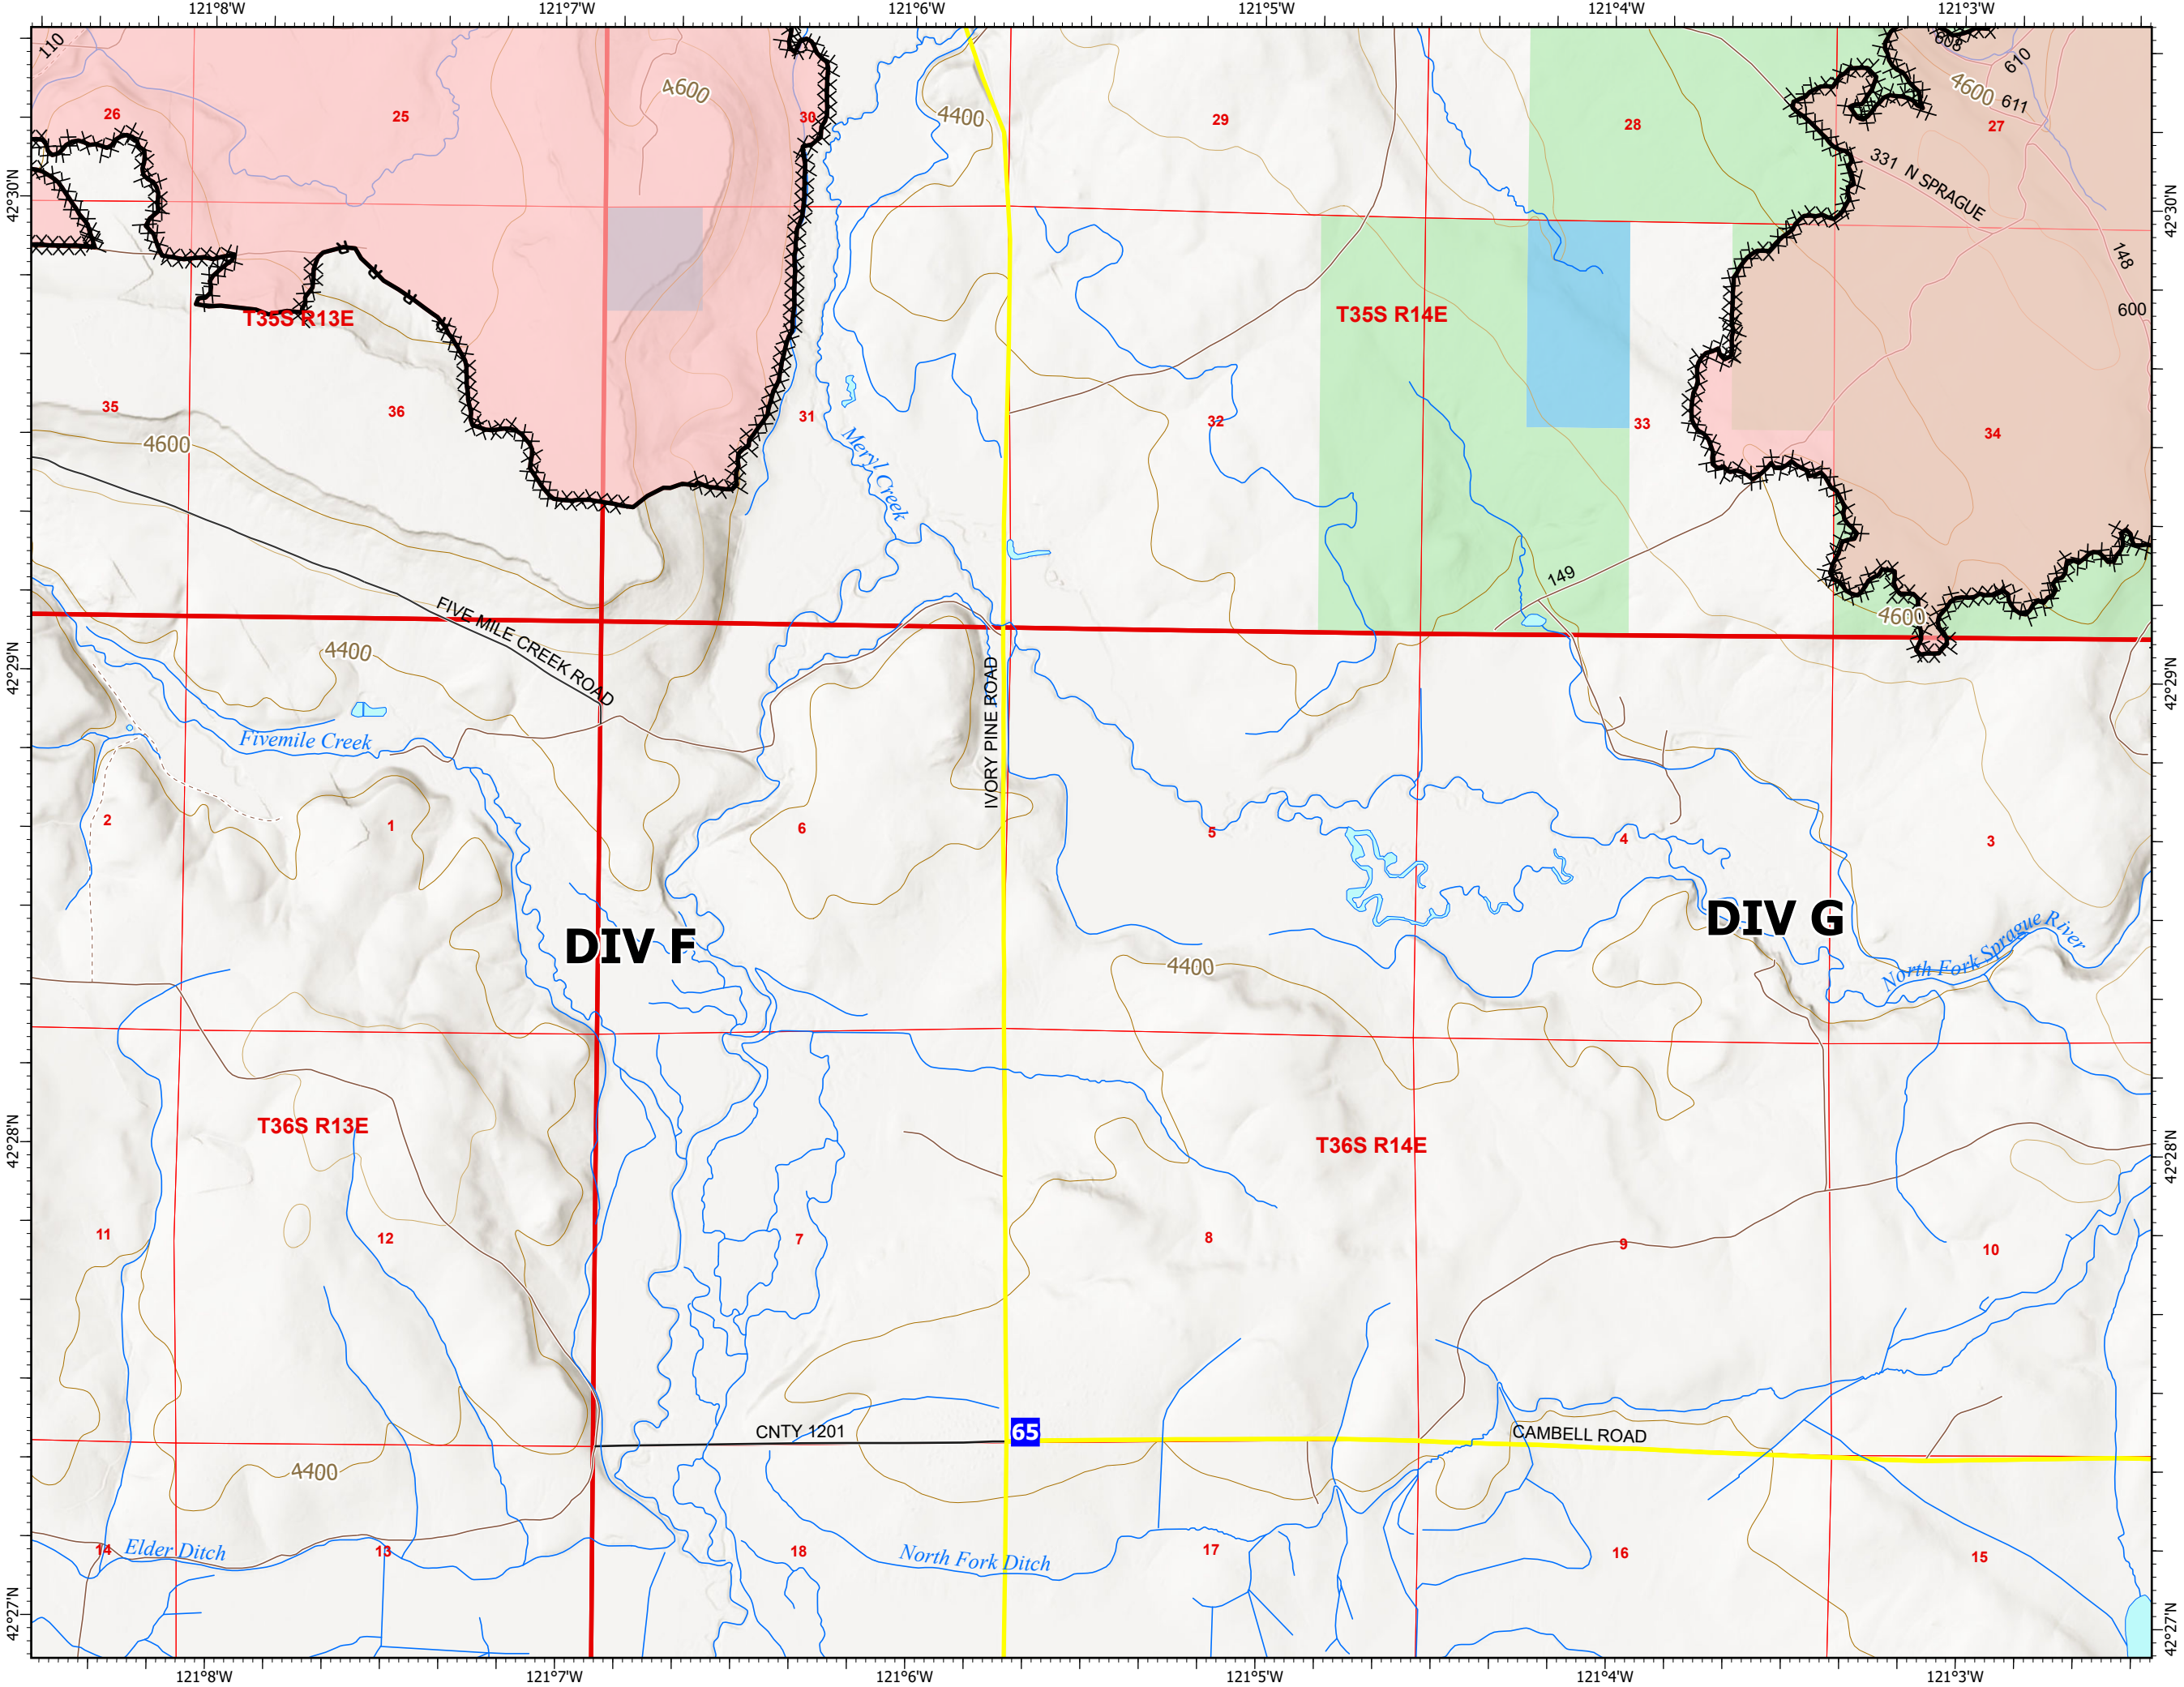 121°8'W 121°7'W 121°6'W 121°5'W 121°4'W 121°3'W
110
608
610
4600
4600
611
4400
26
25
30
29
28
27
331 N SPRAGUE
42°30'N
42°30'N
148
600
T35S R13E
T35S R14E
35
36
31
32
33
34
4600
Meryl Creek
149
FIVE MILE CREEK ROAD
4600
4400
42°29'N
42°29'N
IVORY PINE ROAD
Fivemile Creek
2
1
6
5
4
3
DIV F
DIV G
North Fork Sprague River
4400
T36S R13E
T36S R14E
42°28'N
42°28'N
11
12
7
8
9
10
CNTY 1201
65
CAMBELL ROAD
4400
14
Elder Ditch
13
18
North Fork Ditch
17
16
15
42°27'N
42°27'N
121°8'W 121°7'W 121°6'W 121°5'W 121°4'W 121°3'W